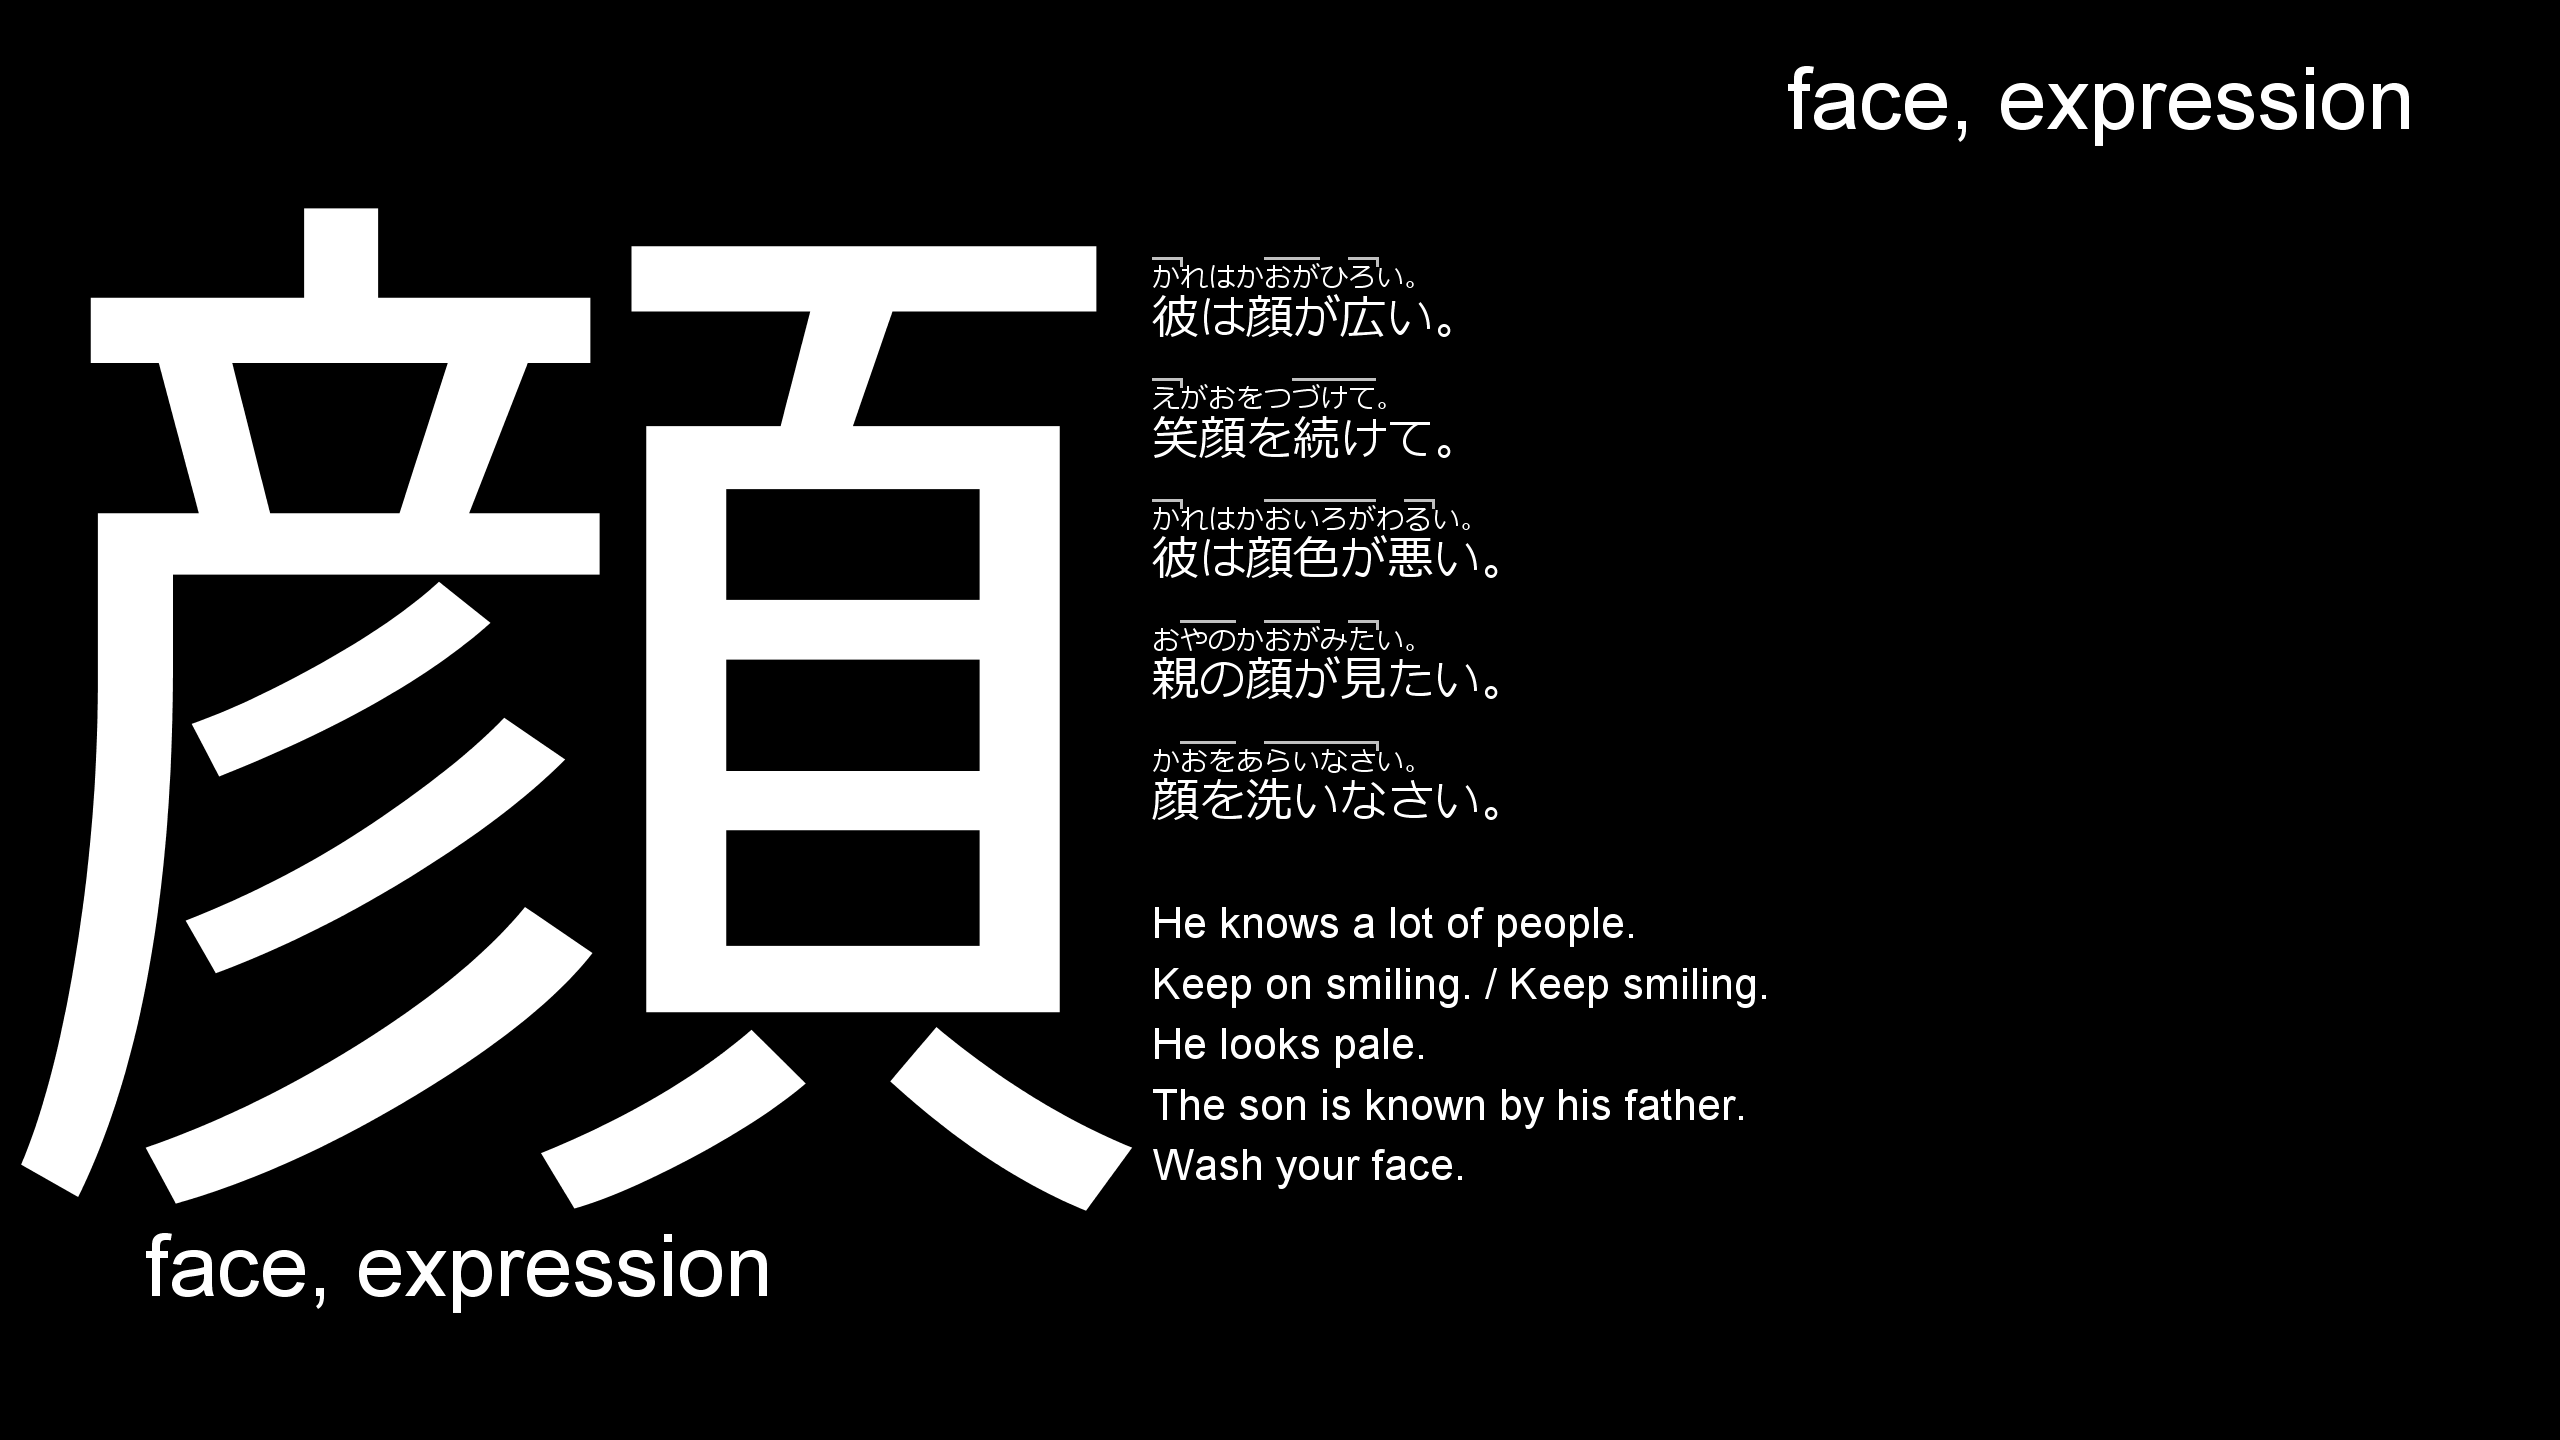 face, expression
顔
かれはかおがひろい。
彼は顔が広い。
えがおをつづけて。
笑顔を続けて。
かれはかおいろがわるい。
彼は顔色が悪い。
おやのかおがみたい。
親の顔が見たい。
かおをあらいなさい。
顔を洗いなさい。
He knows a lot of people.
Keep on smiling. / Keep smiling.
He looks pale.
The son is known by his father.
Wash your face.
face, expression